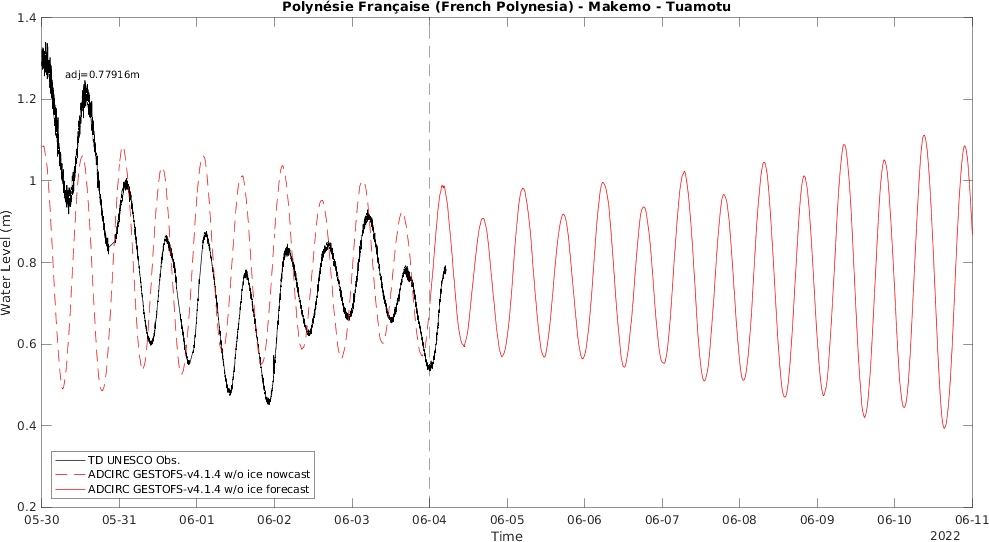 Polynésie Française (French Polynesia) - Makemo - Tuamotu
1.4
1.2
1
0.8
0.6
0.4
0.2
Water Level (m)
adj=0.77916m
TD UNESCO Obs.
ADCIRC GESTOFS-v4.1.4 w/o ice nowcast
ADCIRC GESTOFS-v4.1.4 w/o ice forecast
05-30 05-31 06-01 06-02 06-03 06-04 06-05 06-06 06-07 06-08 06-09 06-10 06-11
Time
2022